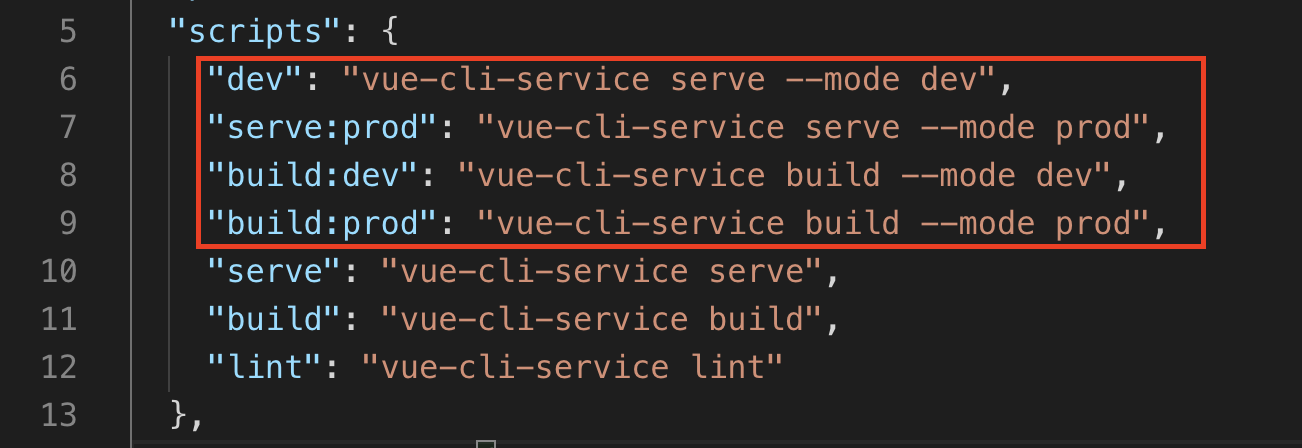 5 "scripts": {
6 "dev": "vue-cli-service serve --mode dev",
7 "serve:prod": "vue-cli-service serve --mode prod",
8 "build:dev": "vue-cli-service build --mode dev",
9 "build:prod": "vue-cli-service build --mode prod",
10 "serve": "vue-cli-service serve",
11 "build": "vue-cli-service build",
12 "lint": "vue-cli-service lint"
13 },